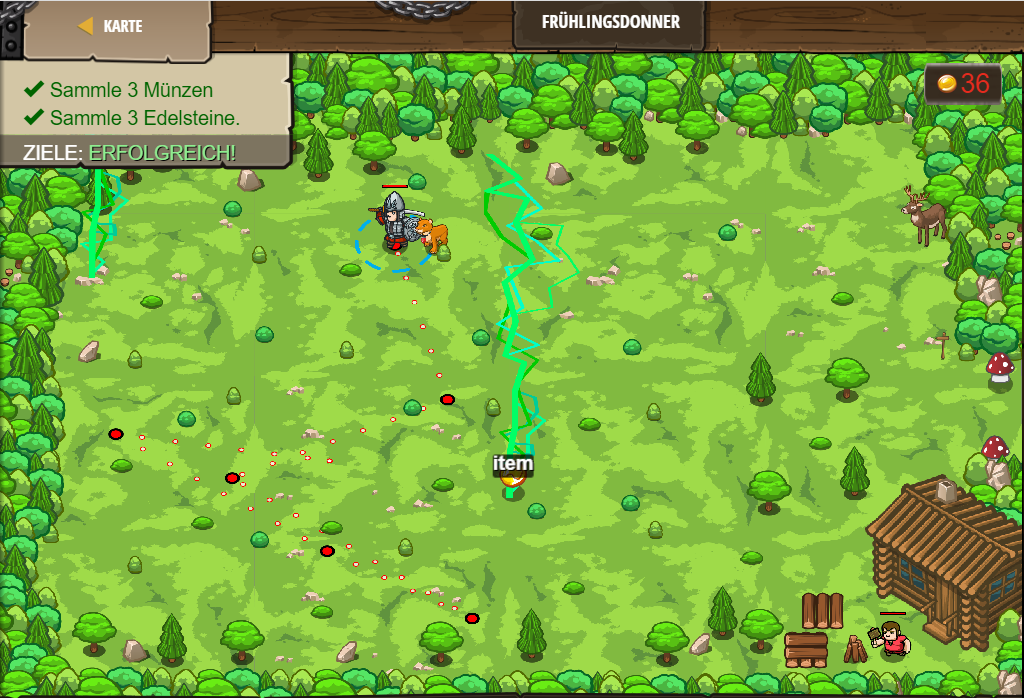 KARTE
FRÜHLINGSDONNER
Sammle 3 Münzen
Sammle 3 Edelsteine.
ZIELE: ERFOLGREICH!
36
item